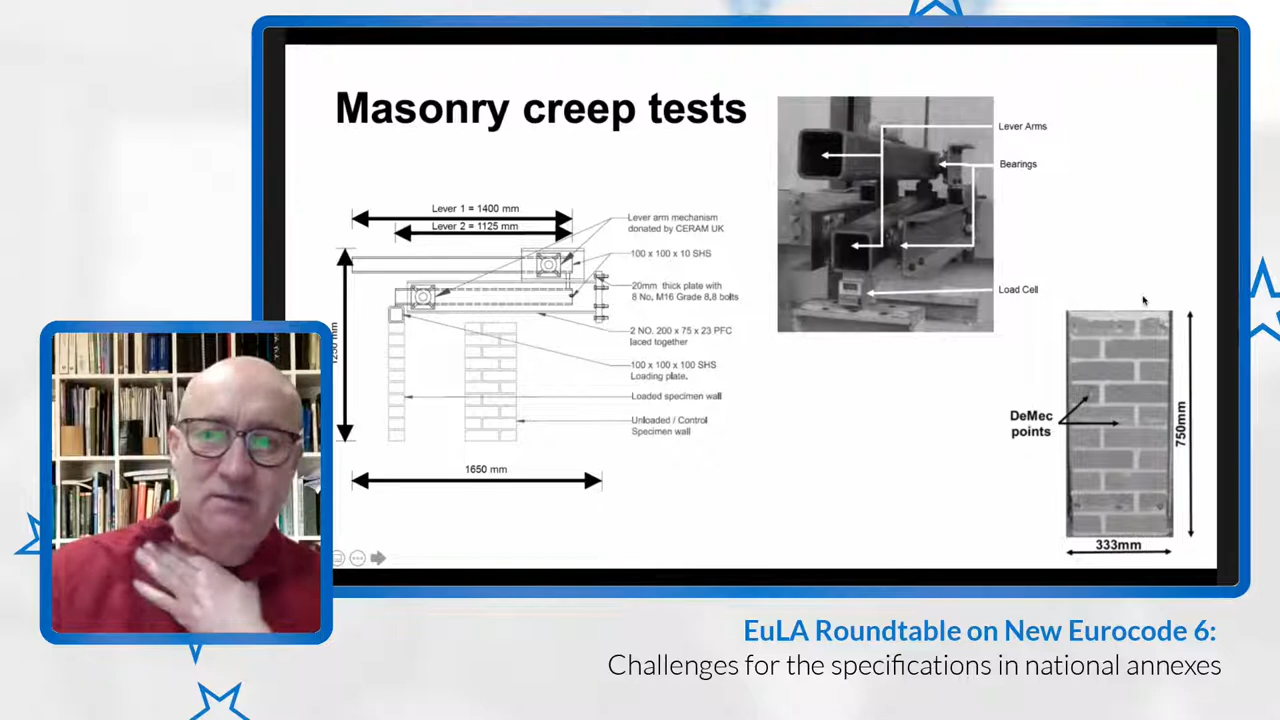 Masonry creep tests
Lever 1 = 1400 mm
Lever 2 = 1125 mm
Lever arm mechanism
donated by CERAM UK
100 x 100 x 10 SHS
20mm thick plate with
8 No, M16 Grade 8,8 bolts
2 NO. 200 x 75 x 23 PFC
laced together
100 x 100 x 100 SHS
Loading plate.
Loaded specimen wall
Unloaded / Control
Specimen wall
1650 mm
Lever Arms
Bearings
Load Cell
DeMec
points
750mm
333mm
EuLA Roundtable on New Eurocode 6:
Challenges for the specifications in national annexes